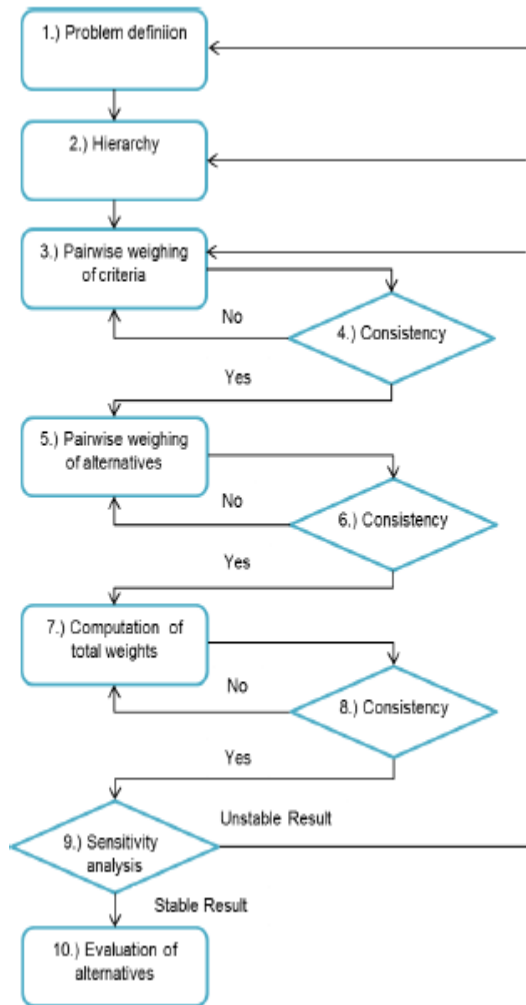 1.) Problem definiion
2.) Hierarchy
3.) Pairwise weighing
of criteria
No
4.) Consistency
Yes
5.) Pairwise weighing
of alternatives
No
6.) Consistency
Yes
7.) Computation of
total weights
No
8.) Consistency
Yes
Unstable Result
9.) Sensitivity
analysis
Stable Result
10.) Evaluation of
alternatives